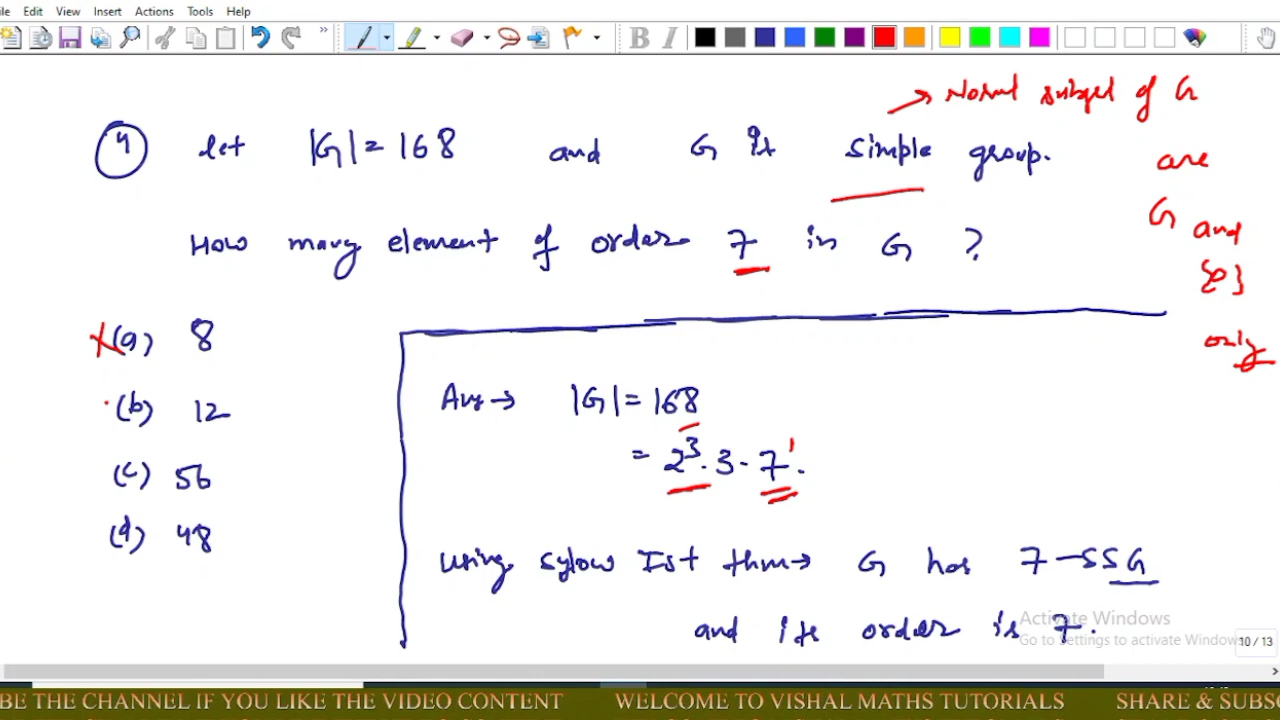 ile Edit View Insert Actions Tools Help
→ Normal subgd of G
are
G and
{e}
only
④ let |G| = 168 and G is simple group.
How many element of order 7 in G ?
(a) 8
(b) 12
(c) 56
(d) 48
Ans → |G| = 168
= 2³. 3. 7¹.
Using sylow Ist thm → G has 7-SSG
and its order is 7.
Activate Windows
Go to Settings to activate Windows
10 / 13
BE THE CHANNEL IF YOU LIKE THE VIDEO CONTENT WELCOME TO VISHAL MATHS TUTORIALS SHARE & SUBS